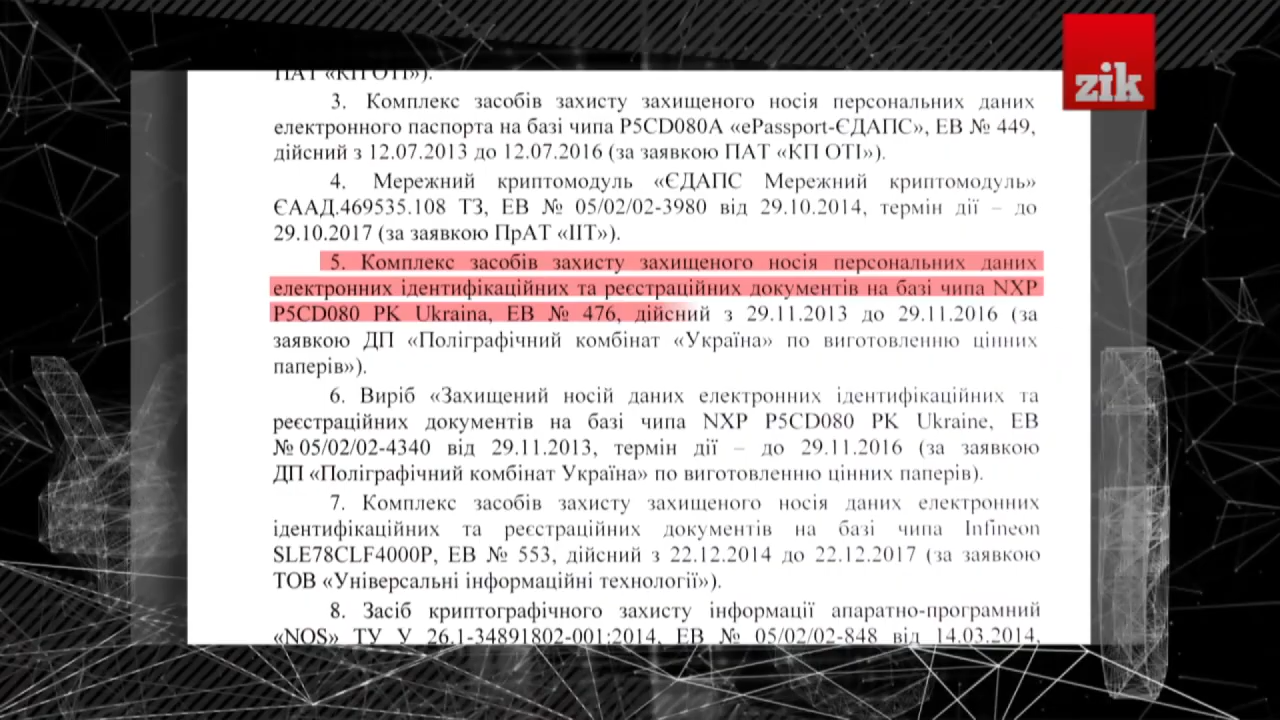 zik
ПАТ «КП ОТІ»).
3. Комплекс засобів захисту захищеного носія персональних даних
електронного паспорта на базі чипа P5CD080A «ePassport-ЄДАПС», ЕВ № 449,
дійсний з 12.07.2013 до 12.07.2016 (за заявкою ПАТ «КП ОТІ»).
4. Мережний криптомодуль «ЄДАПС Мережний криптомодуль»
ЄААД.469535.108 ТЗ, ЕВ № 05/02/02-3980 від 29.10.2014, термін дії – до
29.10.2017 (за заявкою ПрАТ «ІІТ»).
5. Комплекс засобів захисту захищеного носія персональних даних
електронних ідентифікаційних та реєстраційних документів на базі чипа NXP
P5CD080 PK Ukraina, ЕВ № 476, дійсний з 29.11.2013 до 29.11.2016 (за
заявкою ДП «Поліграфічний комбінат «Україна» по виготовленню цінних
паперів»).
6. Виріб «Захищений носій даних електронних ідентифікаційних та
реєстраційних документів на базі чипа NXP P5CD080 PK Ukraine, ЕВ
№ 05/02/02-4340 від 29.11.2013, термін дії – до 29.11.2016 (за заявкою
ДП «Поліграфічний комбінат Україна» по виготовленню цінних паперів).
7. Комплекс засобів захисту захищеного носія даних електронних
ідентифікаційних та реєстраційних документів на базі чипа Infineon
SLE78CLF4000P, ЕВ № 553, дійсний з 22.12.2014 до 22.12.2017 (за заявкою
ТОВ «Універсальні інформаційні технології»).
8. Засіб криптографічного захисту інформації апаратно-програмний
«NOS» ТУ У 26.1-34891802-001:2014, ЕВ № 05/02/02-848 від 14.03.2014,